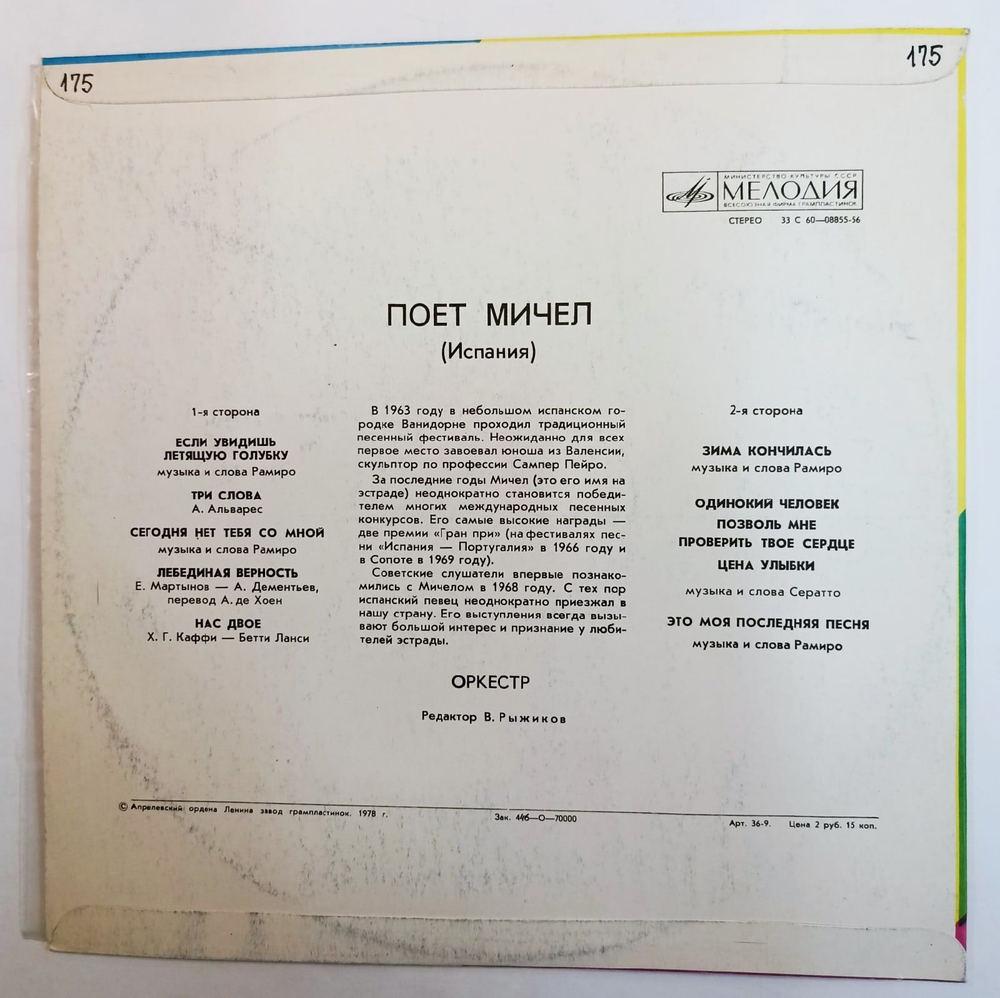 175
175
МИНИСТЕРСТВО КУЛЬТУРЫ СССР
МЕЛОДИЯ
ВСЕСОЮЗНАЯ ФИРМА ГРАМПЛАСТИНОК
СТЕРЕО 33 С 60—08855-56
ПОЕТ МИЧЕЛ
(Испания)
1-я сторона
ЕСЛИ УВИДИШЬ
ЛЕТЯЩУЮ ГОЛУБКУ
музыка и слова Рамиро
ТРИ СЛОВА
А. Альварес
СЕГОДНЯ НЕТ ТЕБЯ СО МНОЙ
музыка и слова Рамиро
ЛЕБЕДИНАЯ ВЕРНОСТЬ
Е. Мартынов — А. Дементьев,
перевод А. де Хоен
НАС ДВОЕ
Х. Г. Каффи — Бетти Ланси
В 1963 году в небольшом испанском го-
родке Ванидорне проходил традиционный
песенный фестиваль. Неожиданно для всех
первое место завоевал юноша из Валенсии,
скульптор по профессии Сампер Пейро.
За последние годы Мичел (это его имя на
эстраде) неоднократно становится победи-
телем многих международных песенных
конкурсов. Его самые высокие награды —
две премии «Гран при» (на фестивалях пес-
ни «Испания — Португалия» в 1966 году и
в Сопоте в 1969 году).
Советские слушатели впервые познако-
мились с Мичелом в 1968 году. С тех пор
испанский певец неоднократно приезжал в
нашу страну. Его выступления всегда вызы-
вают большой интерес и признание у люби-
телей эстрады.
2-я сторона
ЗИМА КОНЧИЛАСЬ
музыка и слова Рамиро
ОДИНОКИЙ ЧЕЛОВЕК
ПОЗВОЛЬ МНЕ
ПРОВЕРИТЬ ТВОЕ СЕРДЦЕ
ЦЕНА УЛЫБКИ
музыка и слова Сератто
ЭТО МОЯ ПОСЛЕДНЯЯ ПЕСНЯ
музыка и слова Рамиро
ОРКЕСТР
Редактор В. Рыжиков
© Апрелевский ордена Ленина завод грампластинок. 1978 г.
Зак. 446—О—70000
Арт. 36-9. Цена 2 руб. 15 коп.